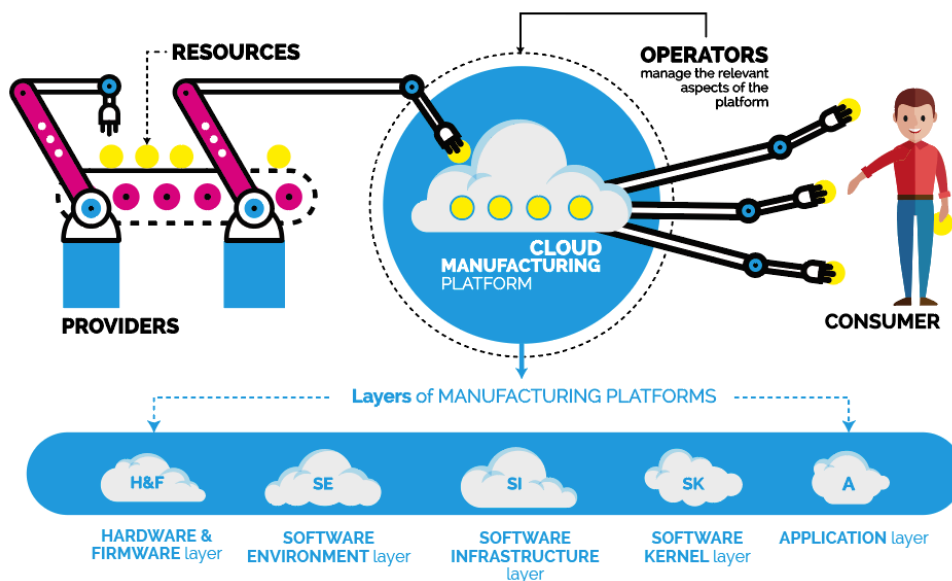 RESOURCES
OPERATORS
manage the relevant
aspects of the
platform
CLOUD
MANUFACTURING
PLATFORM
PROVIDERS
CONSUMER
Layers of MANUFACTURING PLATFORMS
H&F
SE
SI
SK
A
HARDWARE &
FIRMWARE layer
SOFTWARE
ENVIRONMENT layer
SOFTWARE
INFRASTRUCTURE
layer
SOFTWARE
KERNEL layer
APPLICATION layer